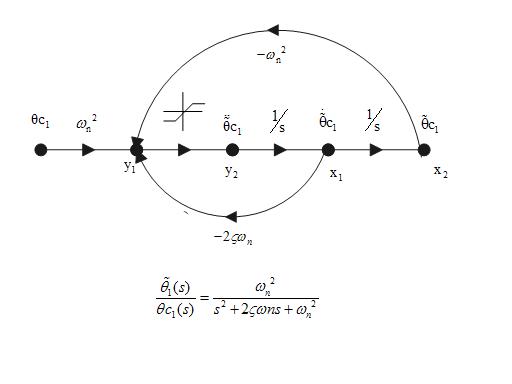 −ωₙ²
θc₁
ωₙ²
θ̃̈c₁
1/s
θ̃̇c₁
1/s
θ̃c₁
y₁
y₂
x₁
x₂
−2ςωₙ
θ̃₁(s) / θc₁(s) = ωₙ² / s² + 2ςωns + ωₙ²